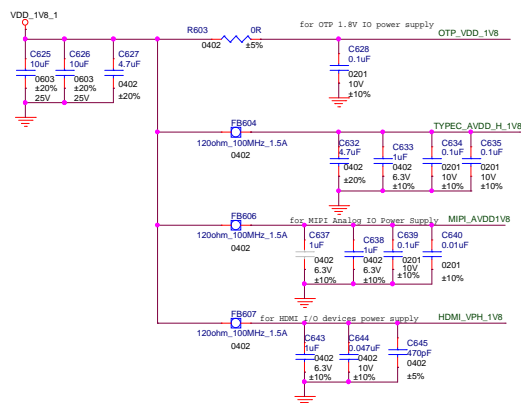 VDD_1V8_1
R603 0R
0402 ±5%
for OTP 1.8V IO power supply
OTP_VDD_1V8
C625
10uF
0603
±20%
25V
C626
10uF
0603
±20%
25V
C627
4.7uF
0402
±20%
C628
0.1uF
0201
10V
±10%
FB604
120ohm_100MHz_1.5A
0402
TYPEC_AVDD_H_1V8
C632
4.7uF
0402
±20%
C633
1uF
0402
6.3V
±10%
C634
0.1uF
0201
10V
±10%
C635
0.1uF
0201
10V
±10%
FB606
120ohm_100MHz_1.5A
0402
for MIPI Analog IO Power Supply
MIPI_AVDD1V8
C637
1uF
0402
6.3V
±10%
C638
1uF
0402
6.3V
±10%
C639
0.1uF
0201
10V
±10%
C640
0.01uF
0201
±10%
FB607
120ohm_100MHz_1.5A
0402
for HDMI I/O devices power supply
HDMI_VPH_1V8
C643
1uF
0402
6.3V
±10%
C644
0.047uF
0402
10V
±10%
C645
470pF
0402
±5%